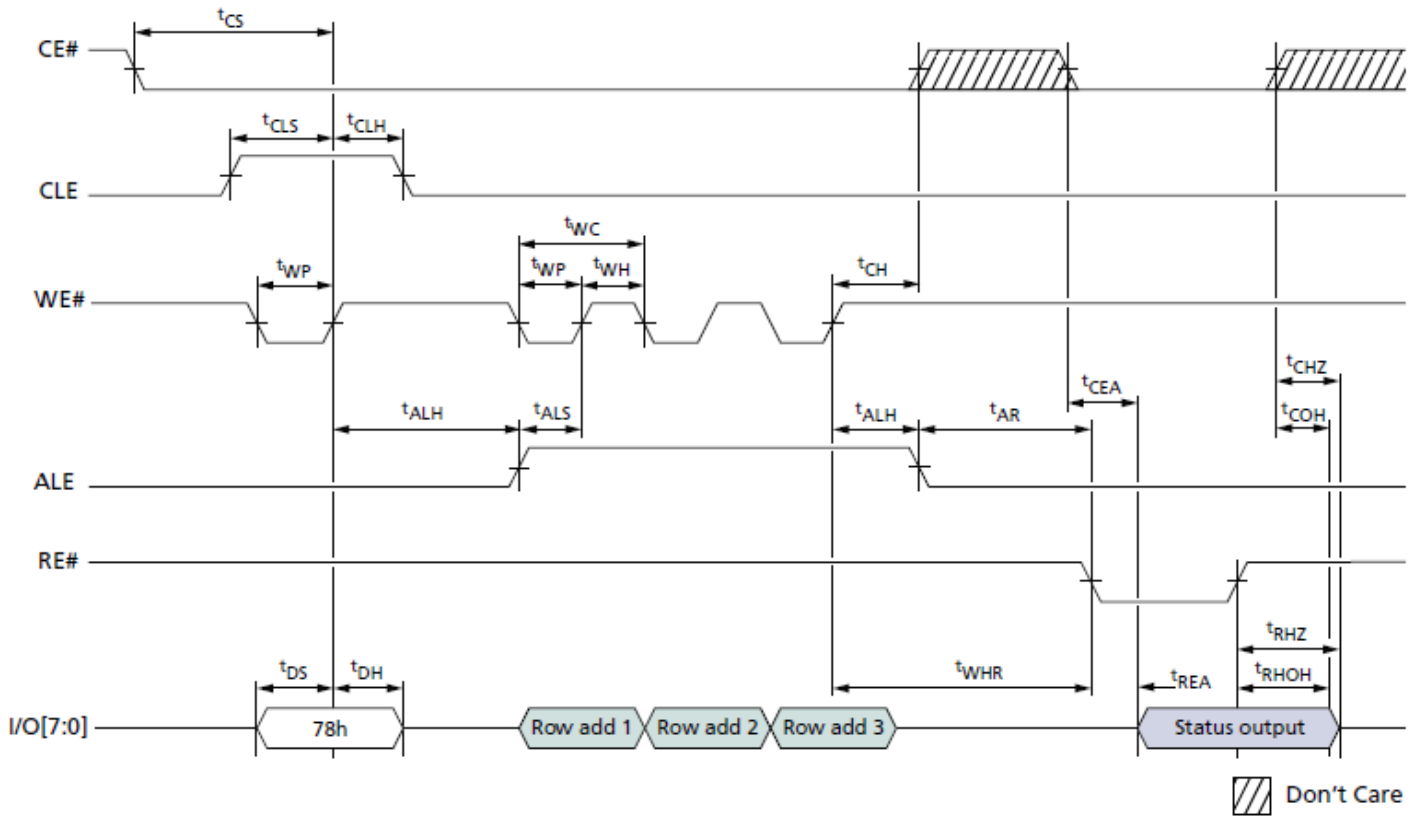 tCS
CE#
tCLS
tCLH
CLE
tWC
tWP
tWP
tWH
tCH
WE#
tCHZ
tCEA
tCOH
tALH
tALS
tALH
tAR
ALE
RE#
tRHZ
tDS
tDH
tWHR
tREA
tRHOH
I/O[7:0]
78h
Row add 1
Row add 2
Row add 3
Status output
Don't Care